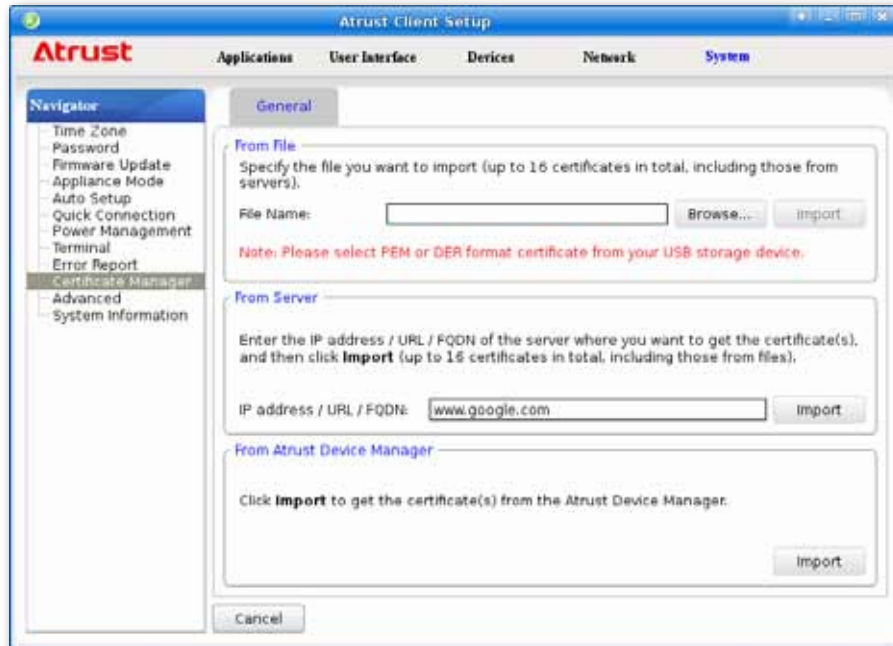 Atrust Client Setup
Atrust
Applications User Interface Devices Network System
Navigator
Time Zone
Password
Firmware Update
Appliance Mode
Auto Setup
Quick Connection
Power Management
Terminal
Error Report
Certificate Manager
Advanced
System Information
General
From File
Specify the file you want to import (up to 16 certificates in total, including those from
servers).
File Name: Browse... Import
Note: Please select PEM or DER format certificate from your USB storage device.
From Server
Enter the IP address / URL / FQDN of the server where you want to get the certificate(s),
and then click Import (up to 16 certificates in total, including those from files).
IP address / URL / FQDN: www.google.com Import
From Atrust Device Manager
Click Import to get the certificate(s) from the Atrust Device Manager.
Import
Cancel